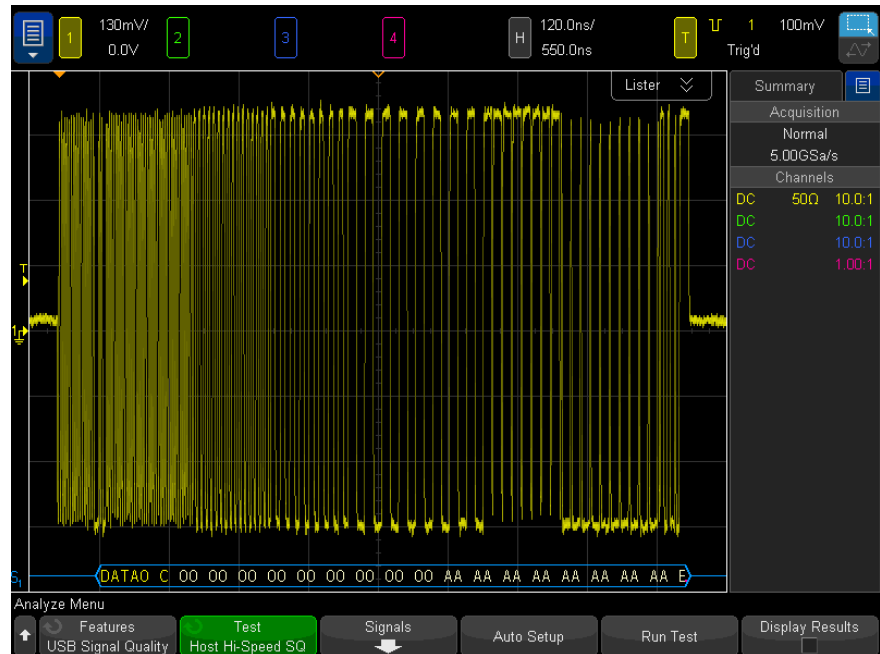 1 130mV/ 2 3 4 H 120.0ns/ T 1 100mV
0.0V 550.0ns Trig'd
Lister
Summary
Acquisition
Normal
5.00GSa/s
Channels
DC 50Ω 10.0:1
DC 10.0:1
DC 10.0:1
DC 1.00:1
T
1
S1 DATA0 C 00 00 00 00 00 00 00 00 00 AA AA AA AA AA AA AA AA E
Analyze Menu
Features Test Signals Auto Setup Run Test Display Results
USB Signal Quality Host Hi-Speed SQ